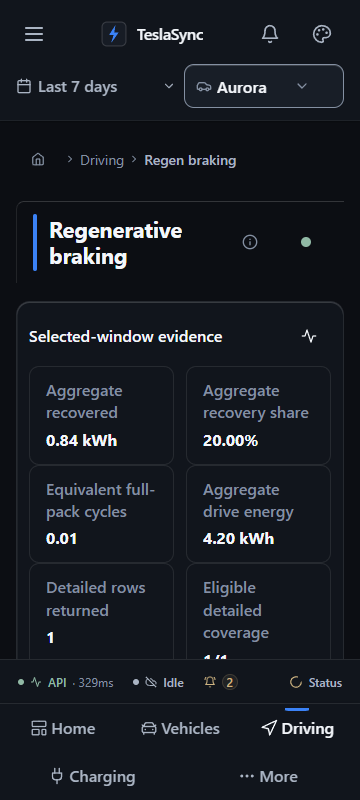 TeslaSync
Last 7 days
Aurora
Driving
Regen braking
Regenerative
braking
Selected-window evidence
Aggregate
recovered
0.84 kWh
Aggregate
recovery share
20.00%
Equivalent full-
pack cycles
0.01
Aggregate
drive energy
4.20 kWh
Detailed rows
returned
1
Eligible
detailed
coverage
1/1
API · 329ms
Idle
2
Status
Home
Vehicles
Driving
Charging
More